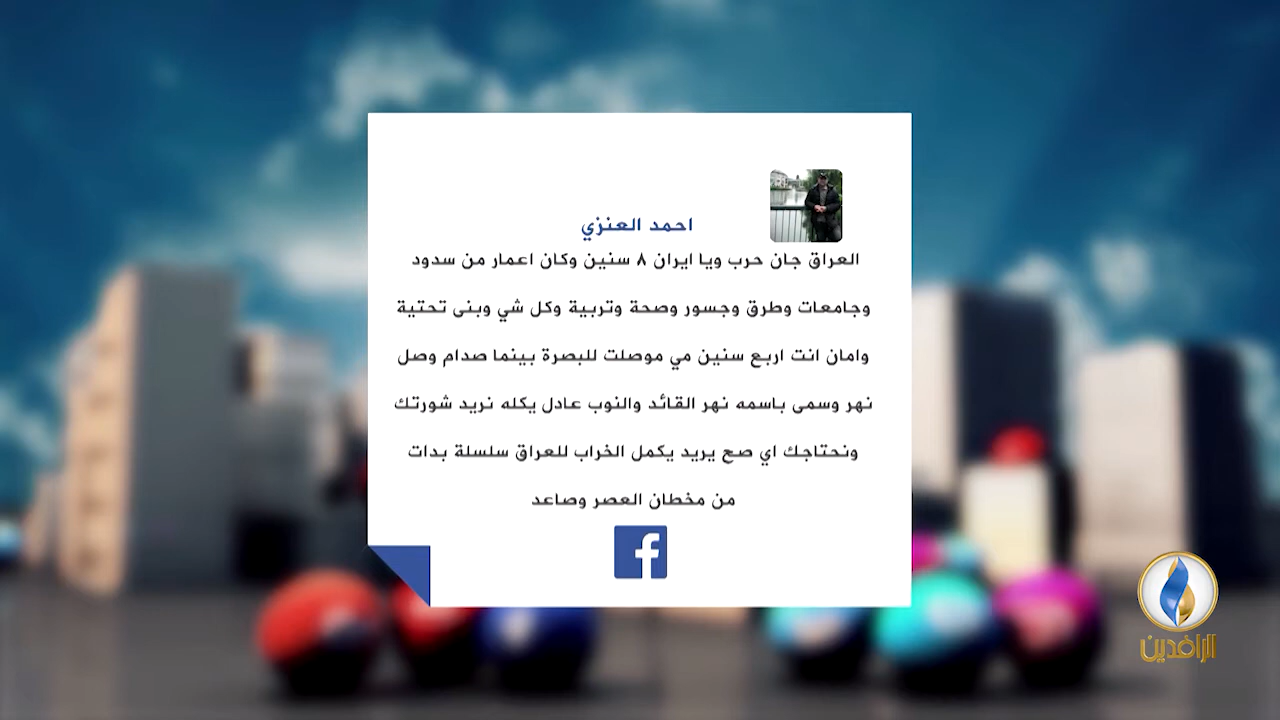 احمد العنزي
العراق جان حرب ويا ايران ٨ سنين وكان اعمار من سدود
وجامعات وطرق وجسور وصحة وتربية وكل شي وبنى تحتية
وامان انت اربع سنين مي موصلت للبصرة بينما صدام وصل
نهر وسمى باسمه نهر القائد والنوب عادل يكله نريد شورتك
ونحتاجك اي صح يريد يكمل الخراب للعراق سلسلة بدات
من مخطان العصر وصاعد
f
الرافدين